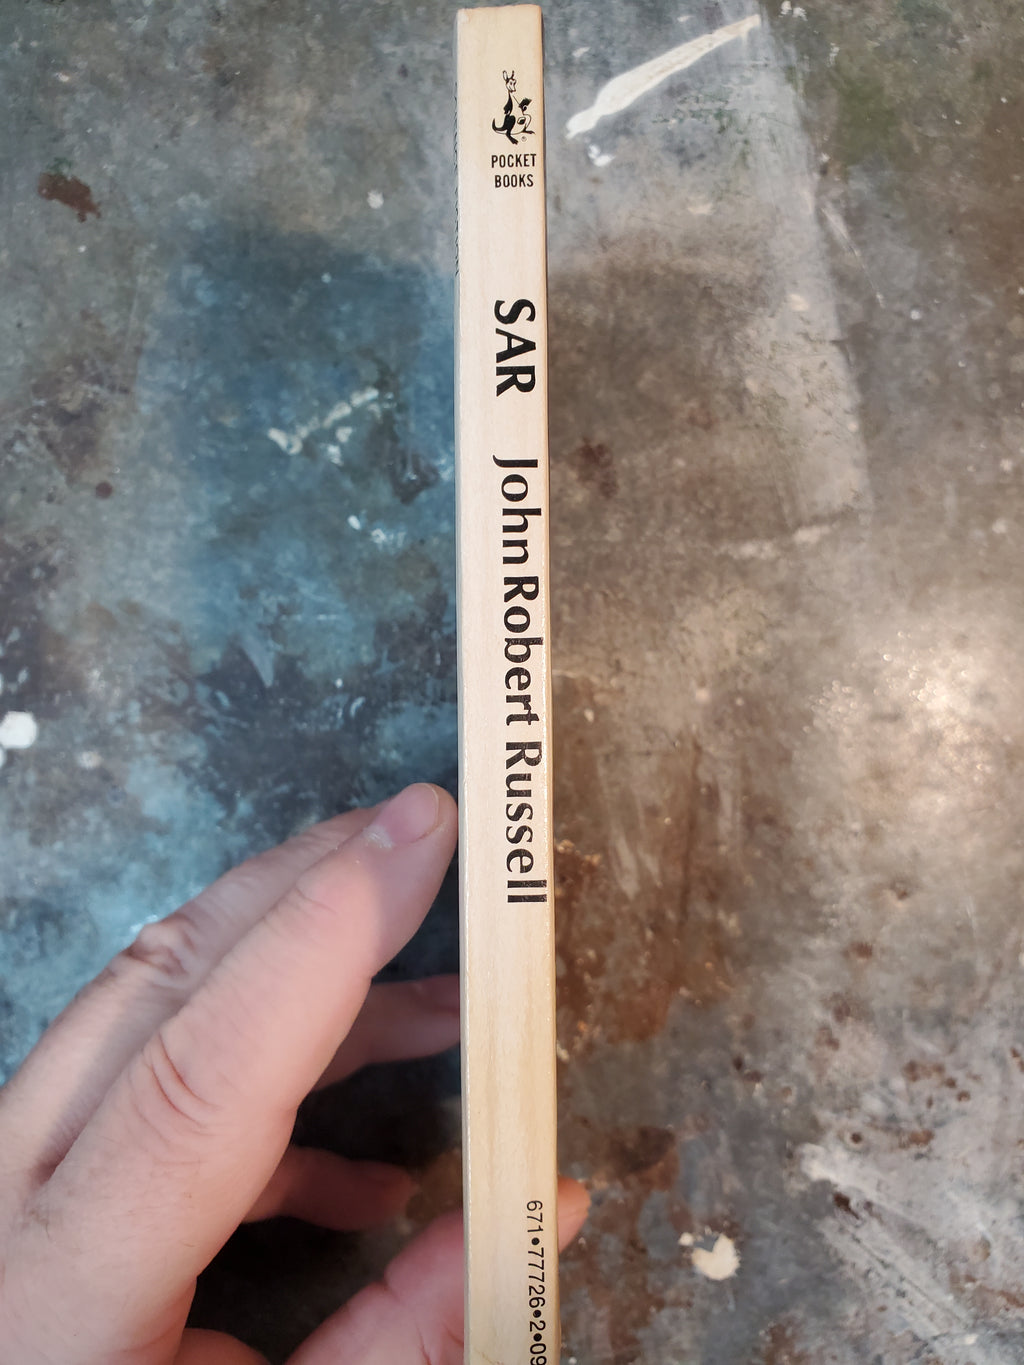 POCKET
BOOKS
SAR John Robert Russell
671•77726•2•09